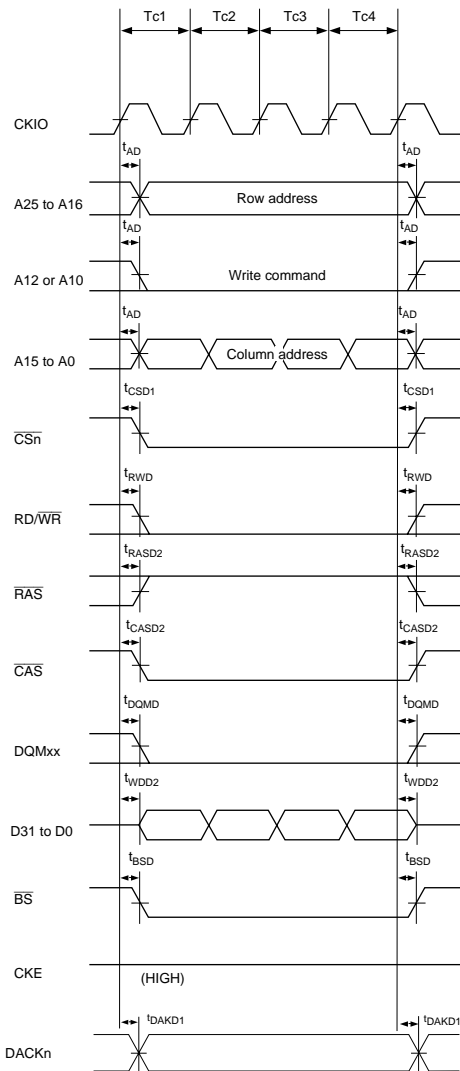 Tc1 Tc2 Tc3 Tc4
CKIO
tAD tAD
A25 to A16 Row address
tAD tAD
A12 or A10 Write command
tAD tAD
A15 to A0 Column address
tCSD1 tCSD1
CSn
tRWD tRWD
RD/WR
tRASD2 tRASD2
RAS
tCASD2 tCASD2
CAS
tDQMD tDQMD
DQMxx
tWDD2 tWDD2
D31 to D0
tBSD tBSD
BS
CKE (HIGH)
tDAKD1 tDAKD1
DACKn